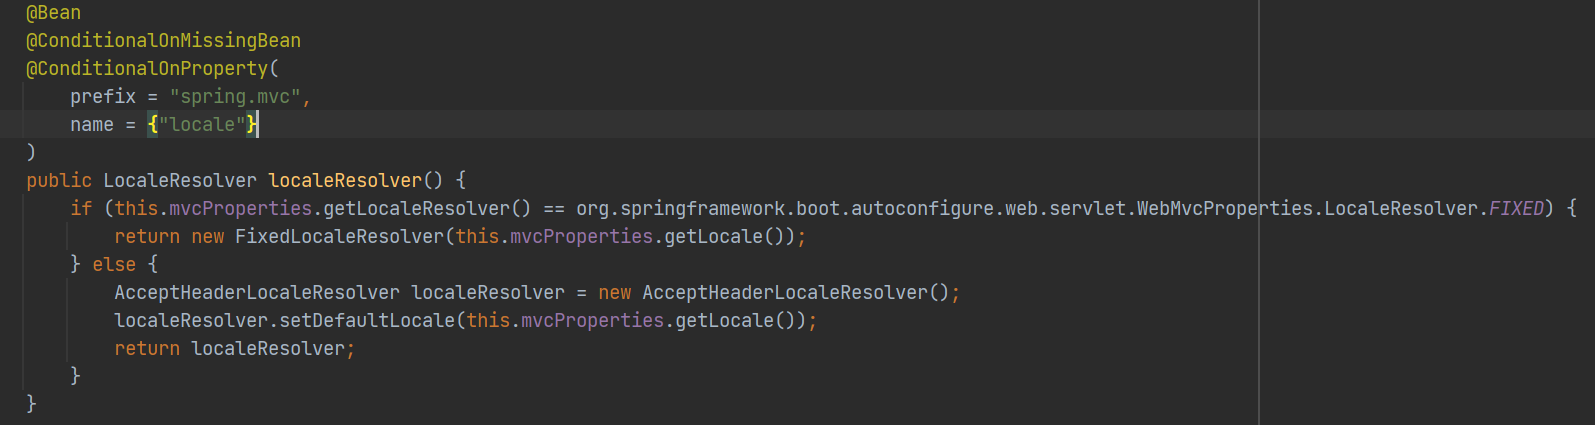 @Bean
@ConditionalOnMissingBean
@ConditionalOnProperty(
    prefix = "spring.mvc",
    name = {"locale"}
)
public LocaleResolver localeResolver() {
    if (this.mvcProperties.getLocaleResolver() == org.springframework.boot.autoconfigure.web.servlet.WebMvcProperties.LocaleResolver.FIXED) {
        return new FixedLocaleResolver(this.mvcProperties.getLocale());
    } else {
        AcceptHeaderLocaleResolver localeResolver = new AcceptHeaderLocaleResolver();
        localeResolver.setDefaultLocale(this.mvcProperties.getLocale());
        return localeResolver;
    }
}